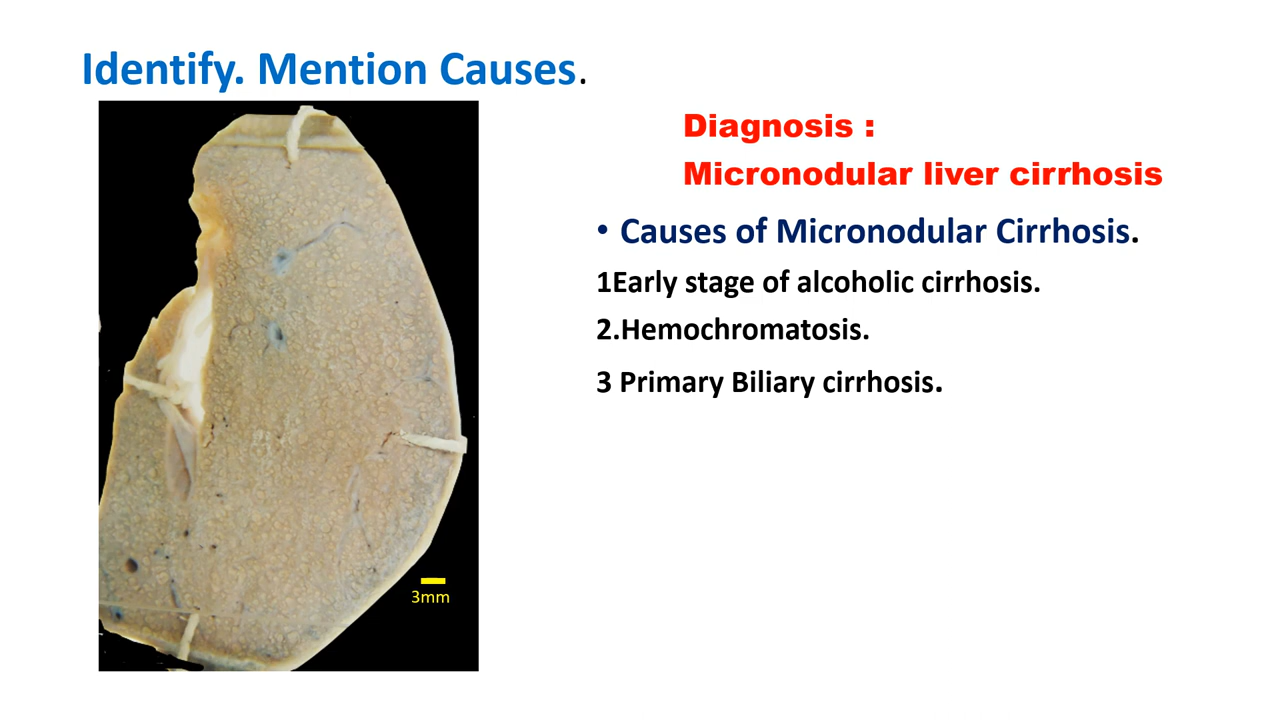 Identify. Mention Causes.
Diagnosis :
Micronodular liver cirrhosis
• Causes of Micronodular Cirrhosis.
1Early stage of alcoholic cirrhosis.
2.Hemochromatosis.
3 Primary Biliary cirrhosis.
3mm